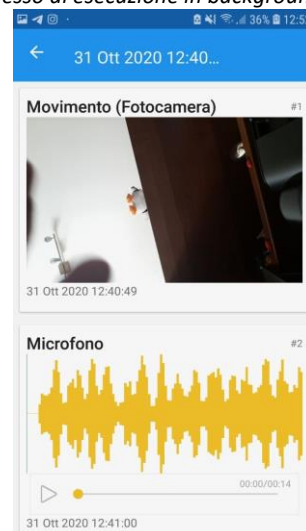 esso di esecuzione in background
36% 12:5
31 Ott 2020 12:40...
Movimento (Fotocamera) #1
31 Ott 2020 12:40:49
Microfono #2
00:00/00:14
31 Ott 2020 12:41:00